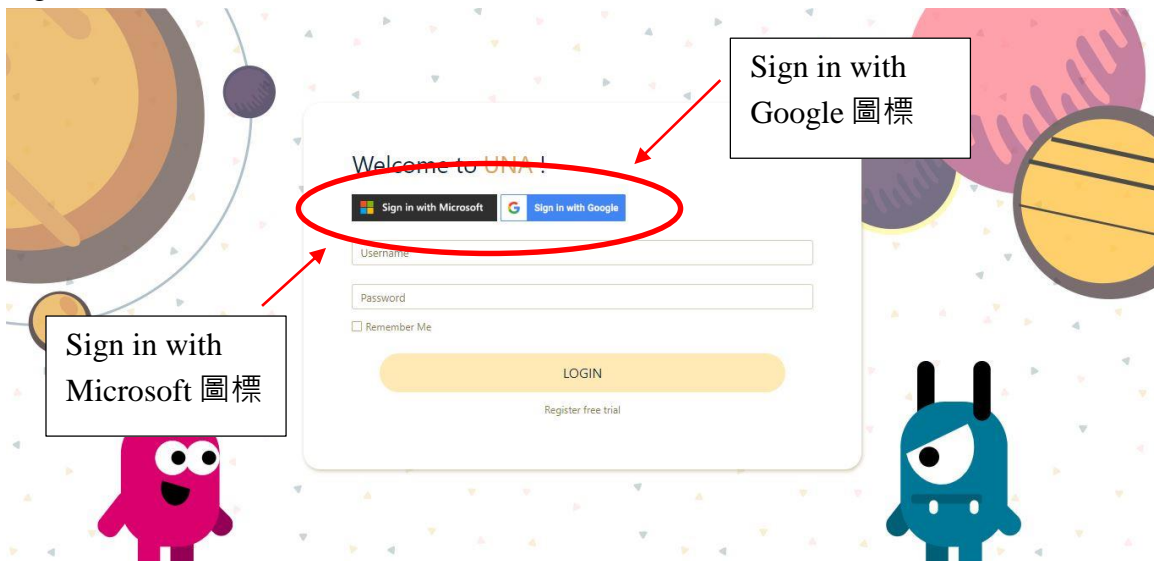 Sign in with
Google 圖標
Welcome to UNA !
Sign in with Microsoft
Sign in with Google
Username
Password
Remember Me
Sign in with
Microsoft 圖標
LOGIN
Register free trial